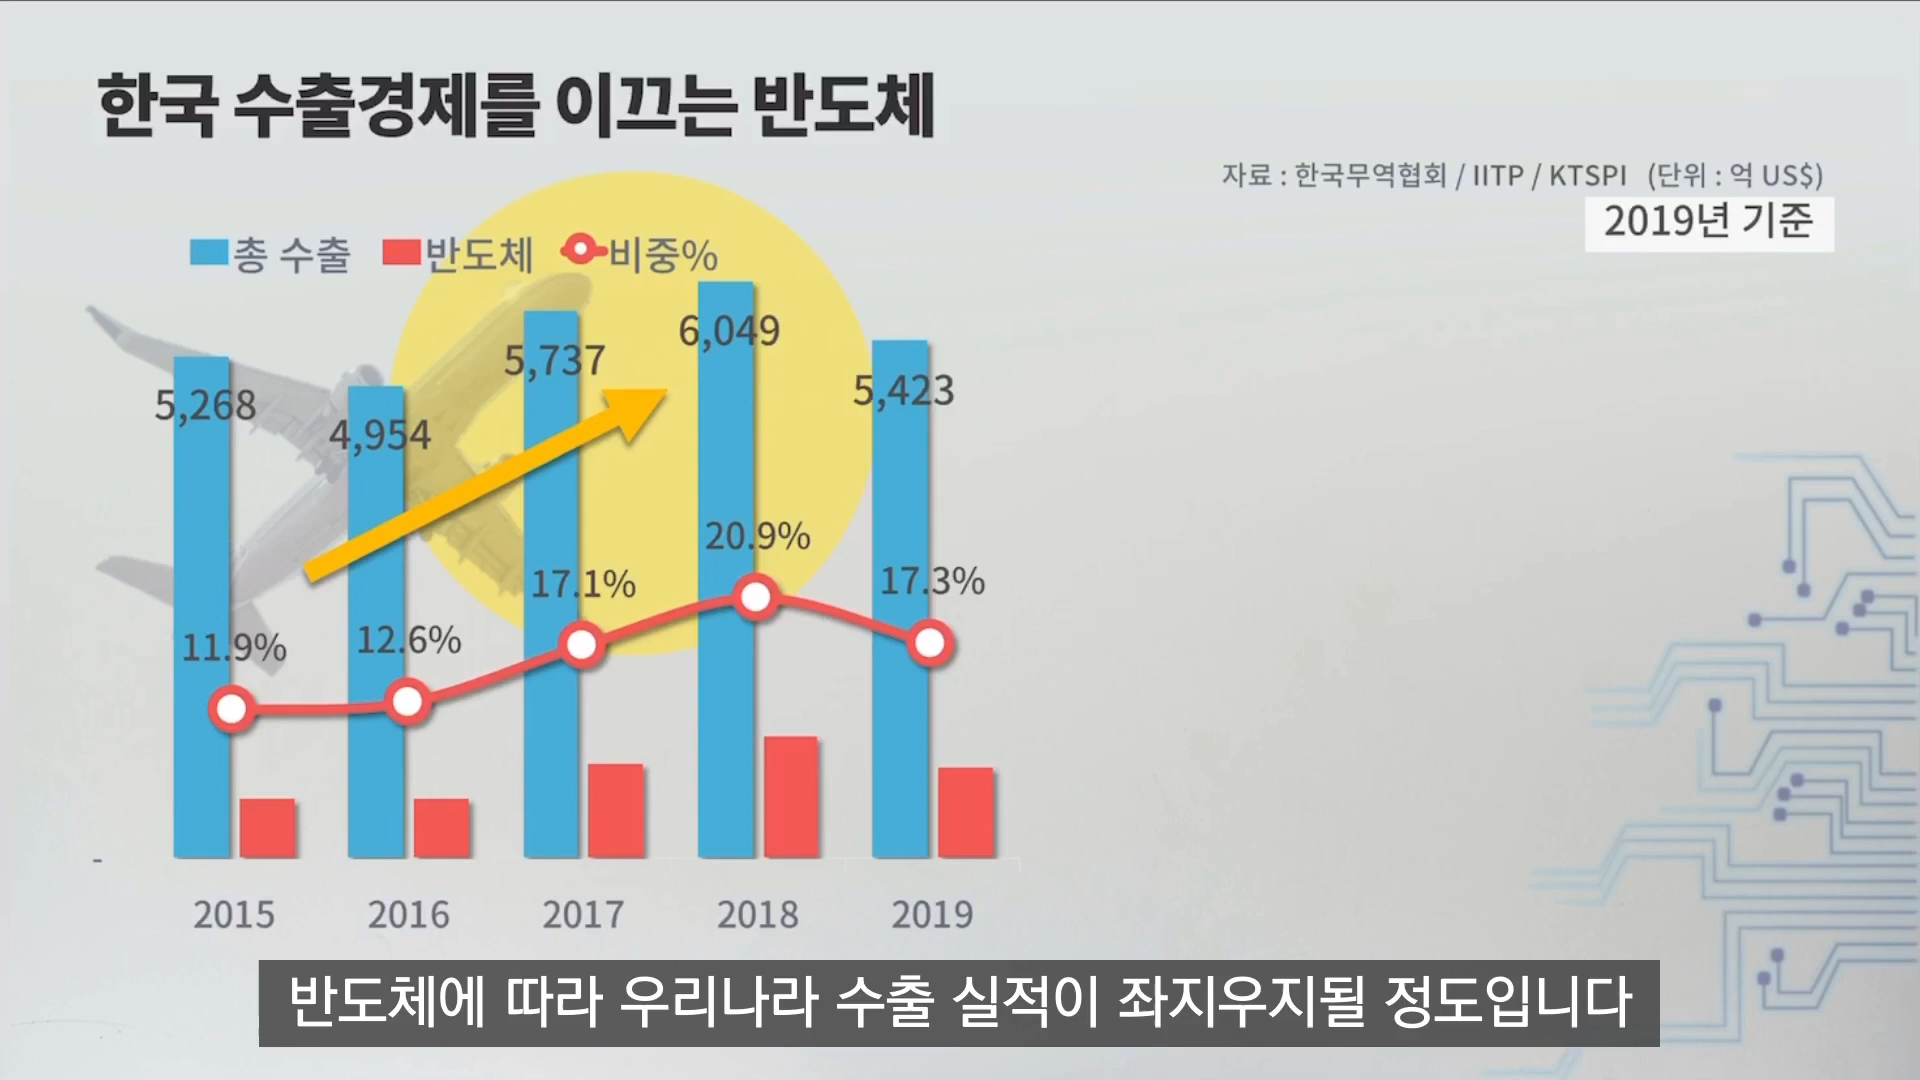 한국 수출경제를 이끄는 반도체
자료 : 한국무역협회 / IITP / KTSPI (단위 : 억 US$)
2019년 기준
총 수출 반도체 비중%
6,049
5,737
5,423
5,268
4,954
20.9%
17.1%
17.3%
12.6%
11.9%
-
2015 2016 2017 2018 2019
반도체에 따라 우리나라 수출 실적이 좌지우지될 정도입니다